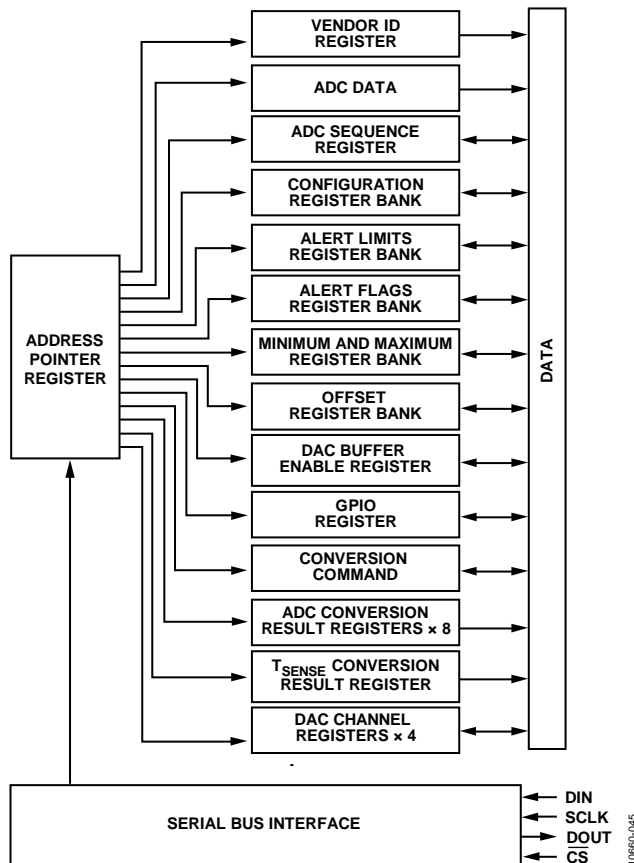 VENDOR ID
REGISTER
ADC DATA
ADC SEQUENCE
REGISTER
CONFIGURATION
REGISTER BANK
ALERT LIMITS
REGISTER BANK
ALERT FLAGS
REGISTER BANK
ADDRESS
POINTER
REGISTER
MINIMUM AND MAXIMUM
REGISTER BANK
DATA
OFFSET
REGISTER BANK
DAC BUFFER
ENABLE REGISTER
GPIO
REGISTER
CONVERSION
COMMAND
ADC CONVERSION
RESULT REGISTERS × 8
TSENSE CONVERSION
RESULT REGISTER
DAC CHANNEL
REGISTERS × 4
SERIAL BUS INTERFACE
DIN
SCLK
DOUT
CS